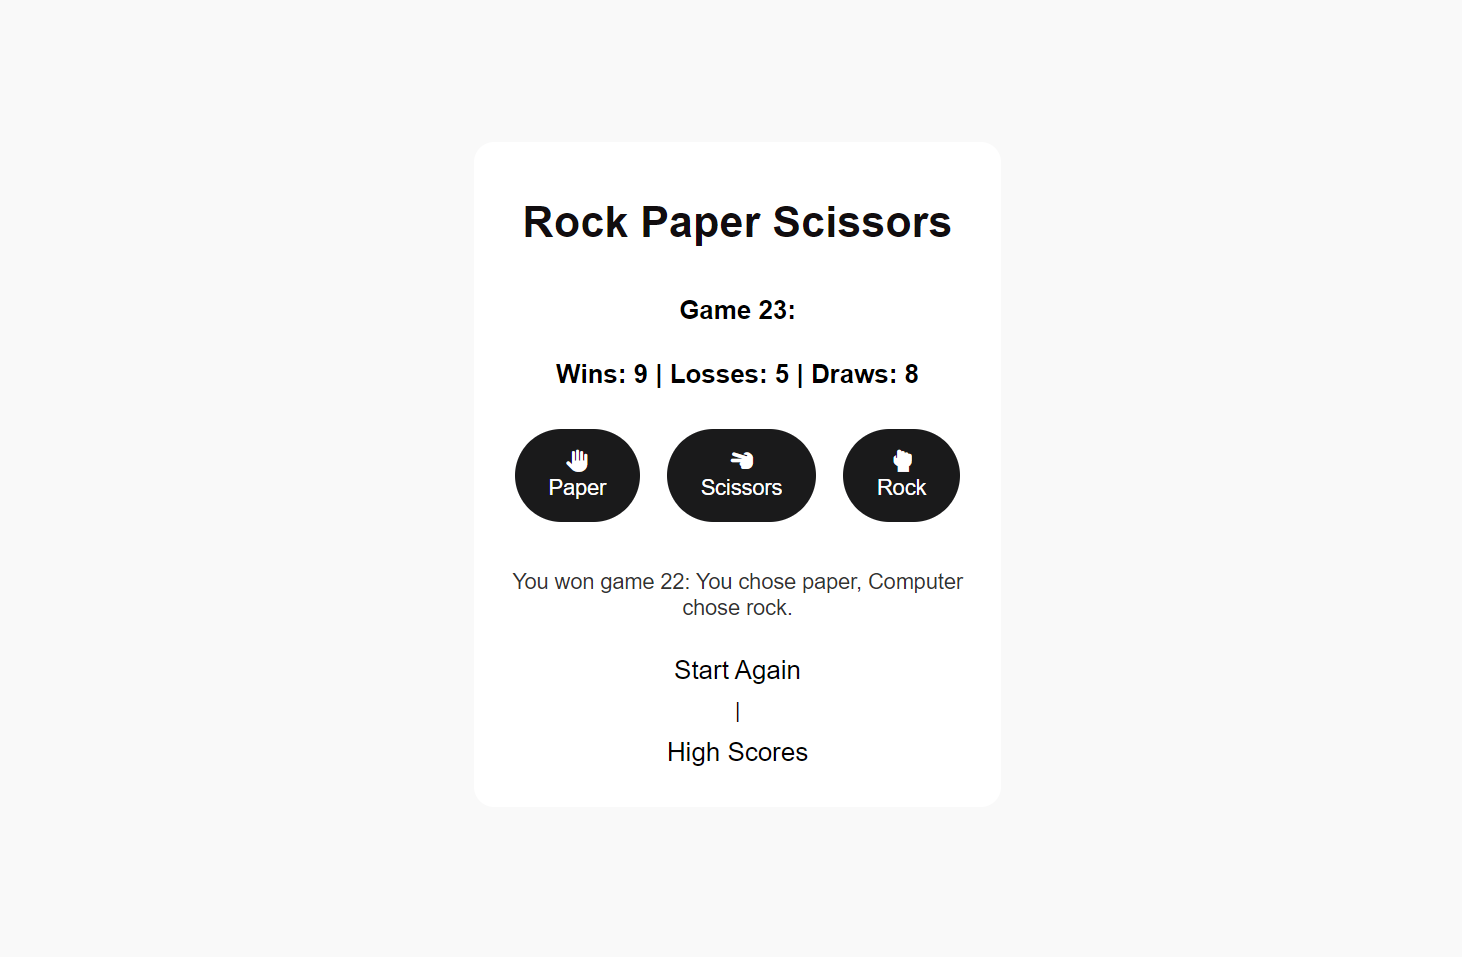 Rock Paper Scissors
Game 23:
Wins: 9 | Losses: 5 | Draws: 8
Paper
Scissors
Rock
You won game 22: You chose paper, Computer
chose rock.
Start Again
|
High Scores